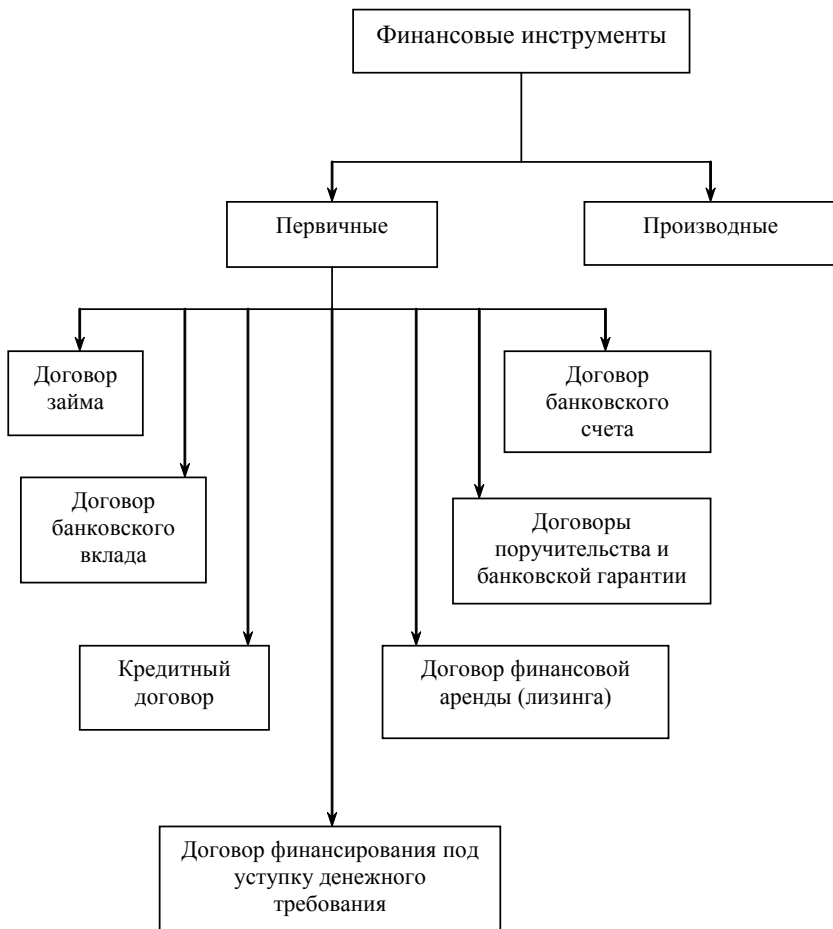 Финансовые инструменты
Первичные
Производные
Договор
займа
Договор
банковского
счета
Договор
банковского
вклада
Договоры
поручительства и
банковской гарантии
Кредитный
договор
Договор финансовой
аренды (лизинга)
Договор финансирования под
уступку денежного
требования